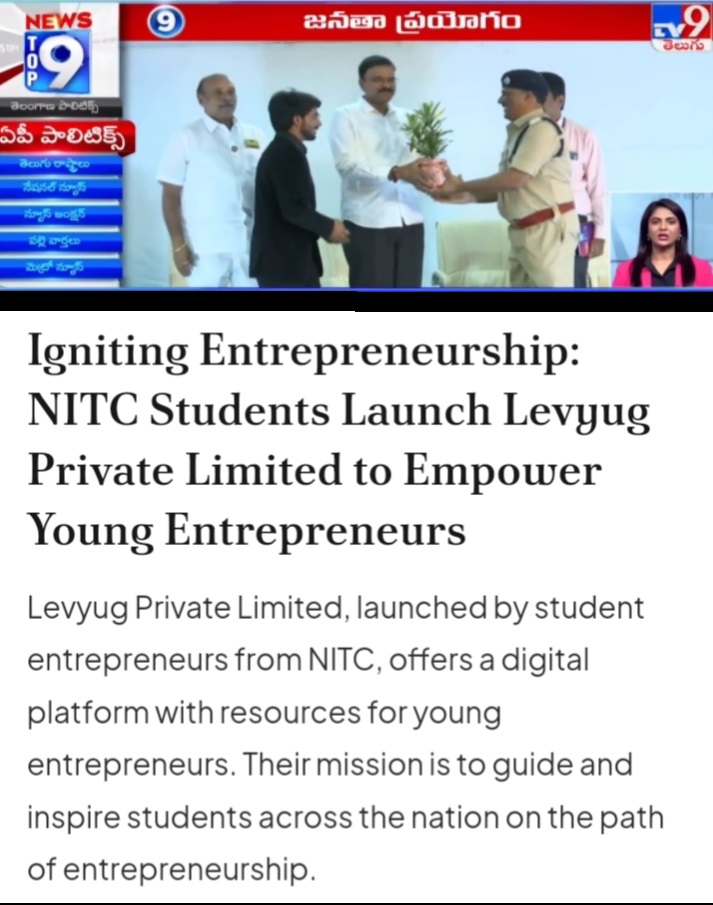 NEWS
TOP 9
9
జనతా ప్రయోగం
TV9
తెలుగు
తెలంగాణ పాలిటిక్స్
ఏపీ పాలిటిక్స్
తెలుగు రాష్ట్రాలు
నేషనల్ న్యూస్
న్యూస్ ఐంక్షన్
పల్లె వార్తలు
మెట్రో న్యూస్
Igniting Entrepreneurship:
NITC Students Launch Levyug
Private Limited to Empower
Young Entrepreneurs
Levyug Private Limited, launched by student
entrepreneurs from NITC, offers a digital
platform with resources for young
entrepreneurs. Their mission is to guide and
inspire students across the nation on the path
of entrepreneurship.